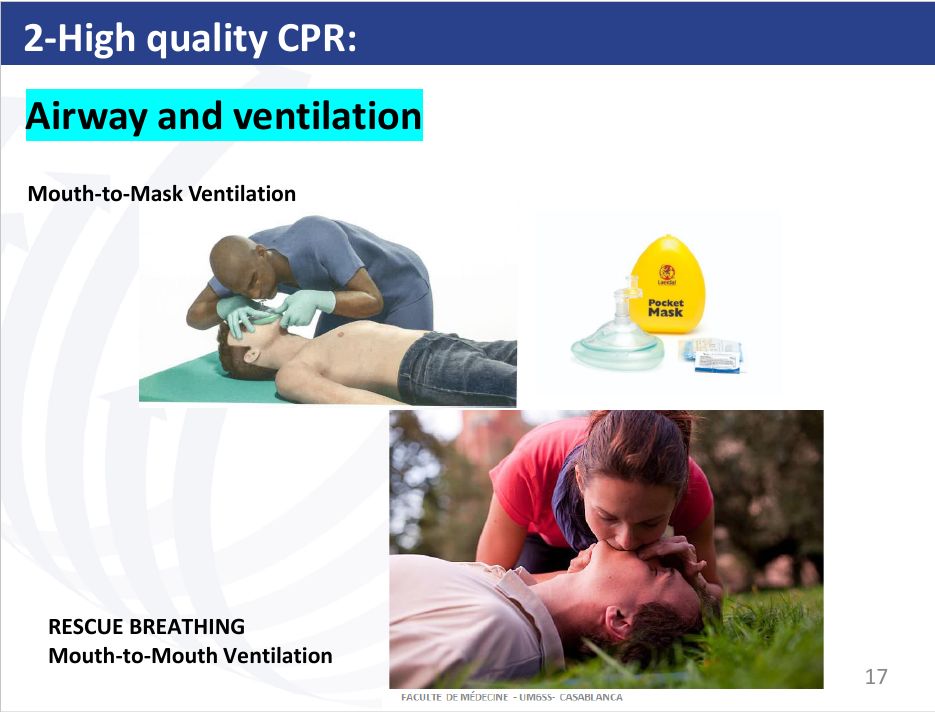 2-High quality CPR:
Airway and ventilation
Mouth-to-Mask Ventilation
Laerdal
Pocket
Mask
RESCUE BREATHING
Mouth-to-Mouth Ventilation
17
FACULTE DE MÉDECINE - UM6SS- CASABLANCA